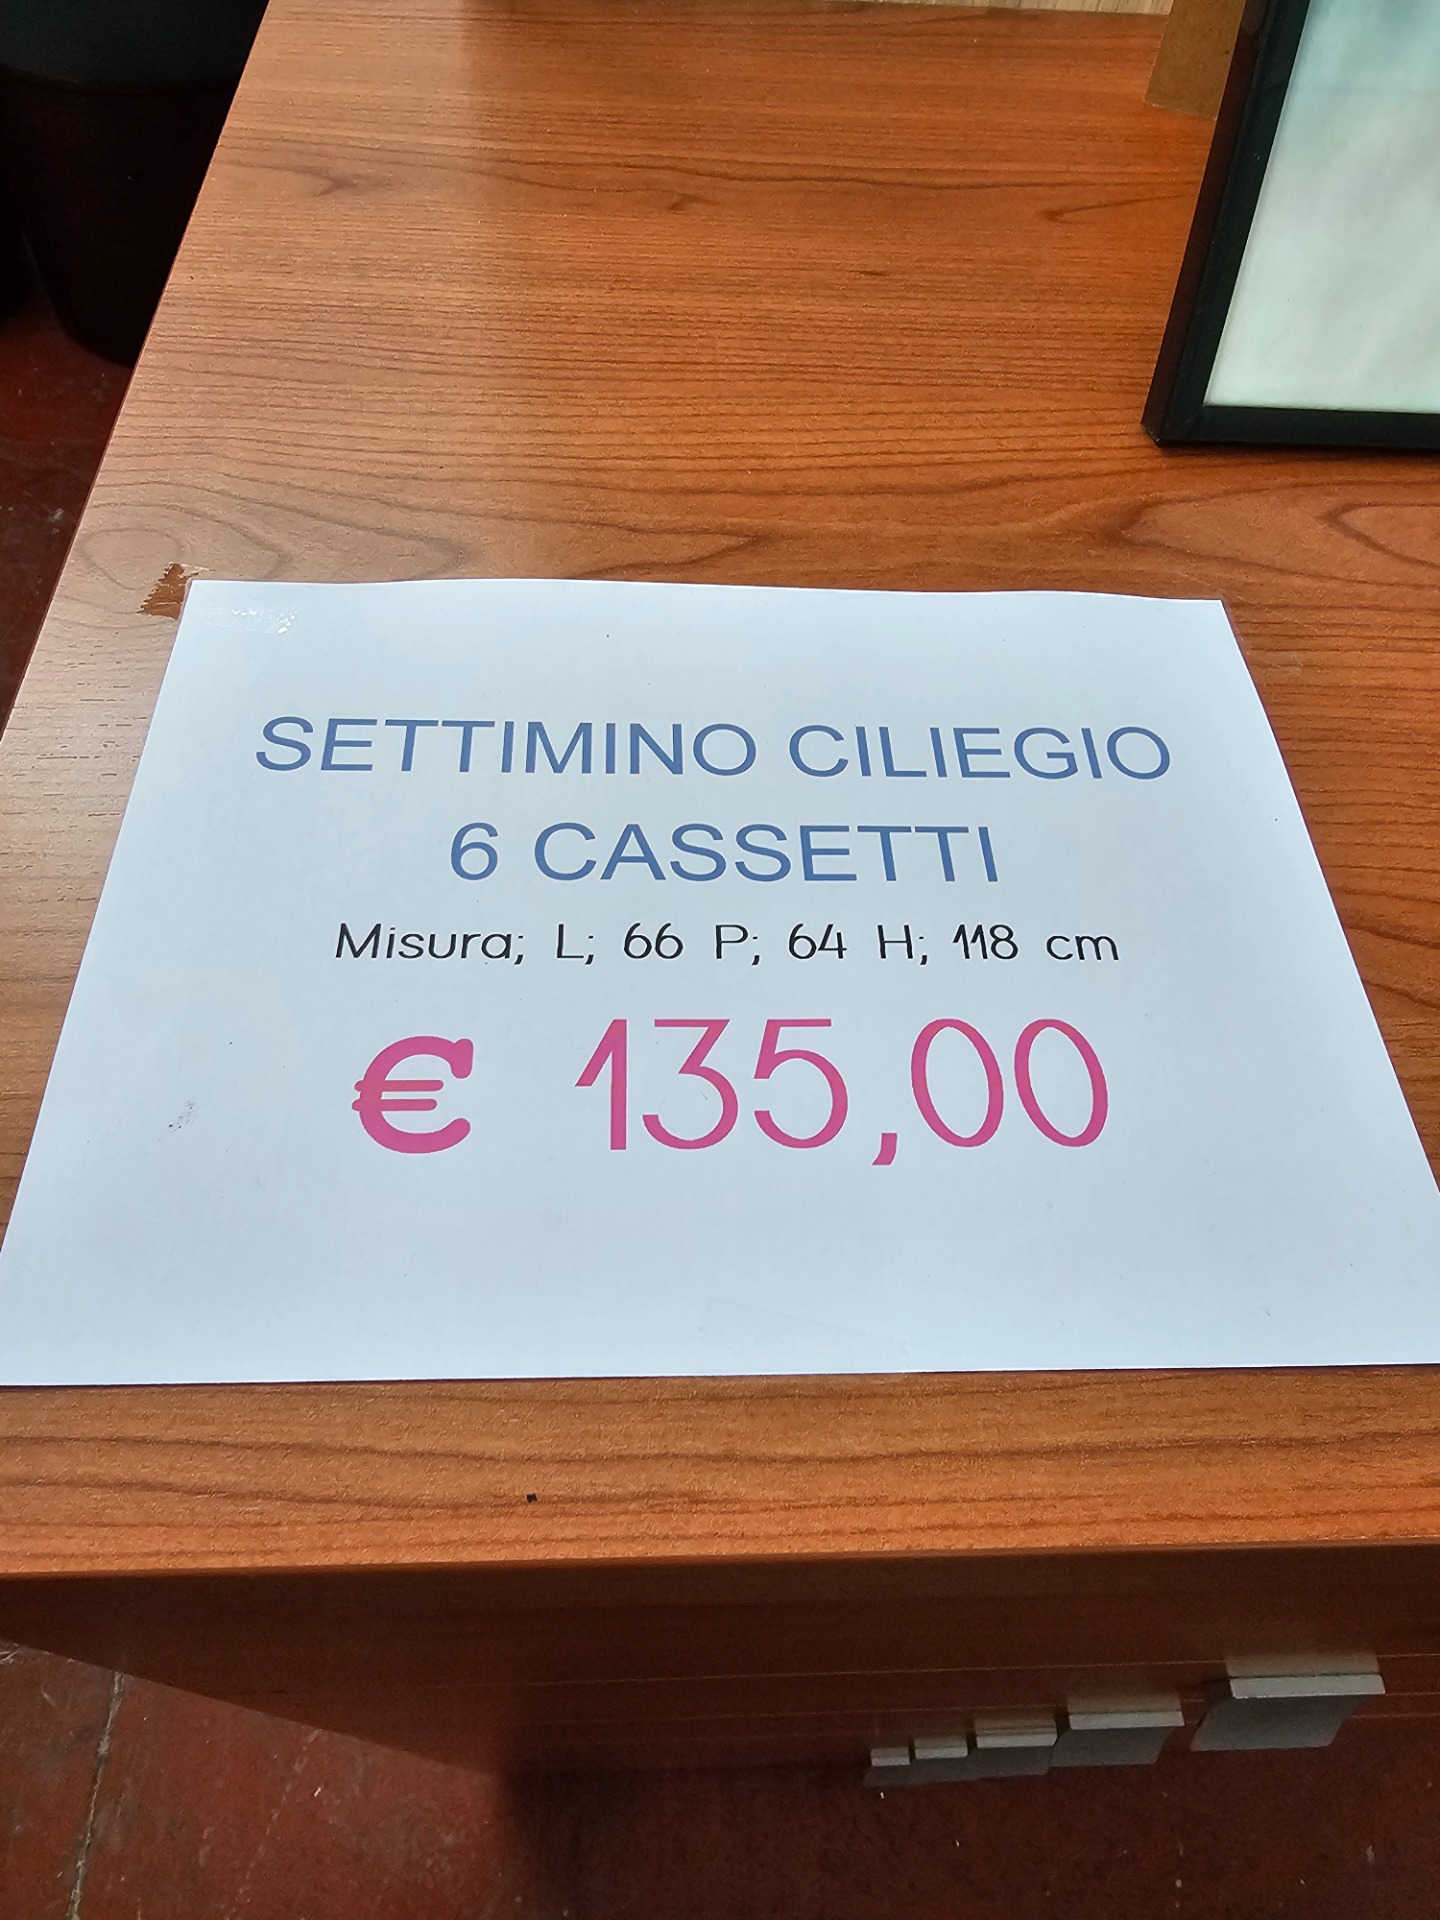 SETTIMINO CILIEGIO
6 CASSETTI
Misura; L; 66 P; 64 H; 118 cm
€ 135,00